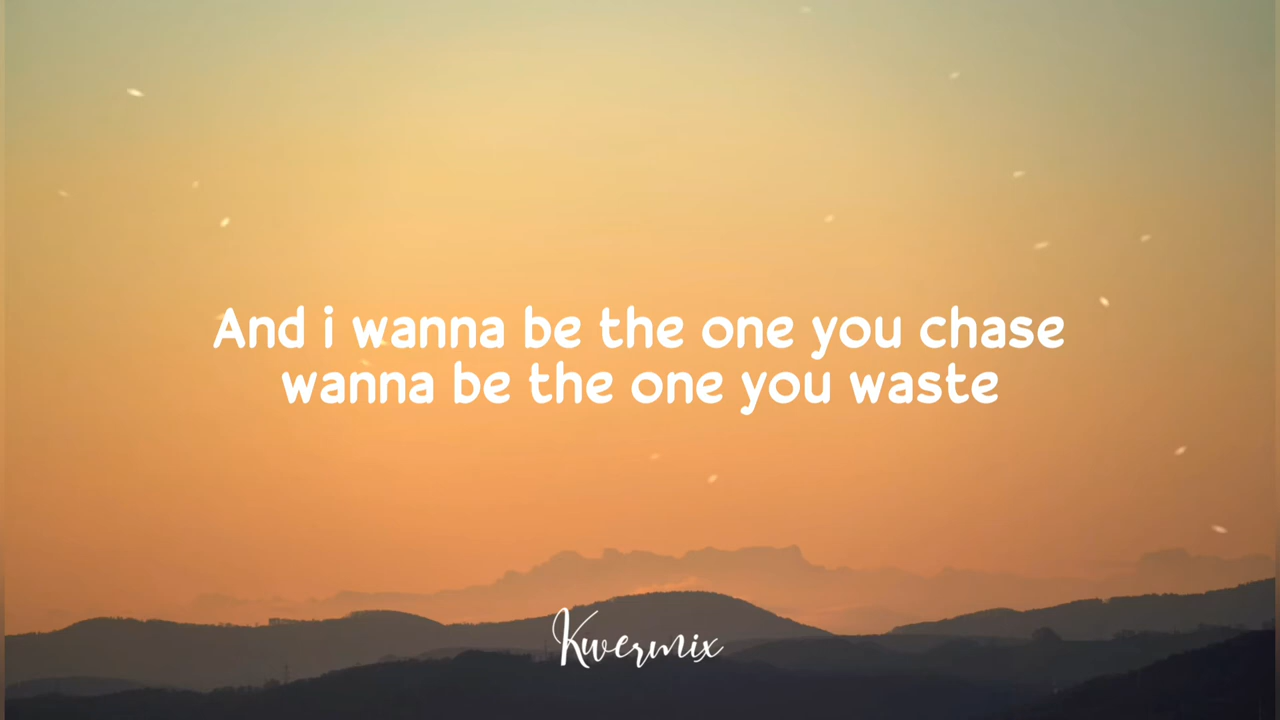 And i wanna be the one you chase
wanna be the one you waste
Kwermix